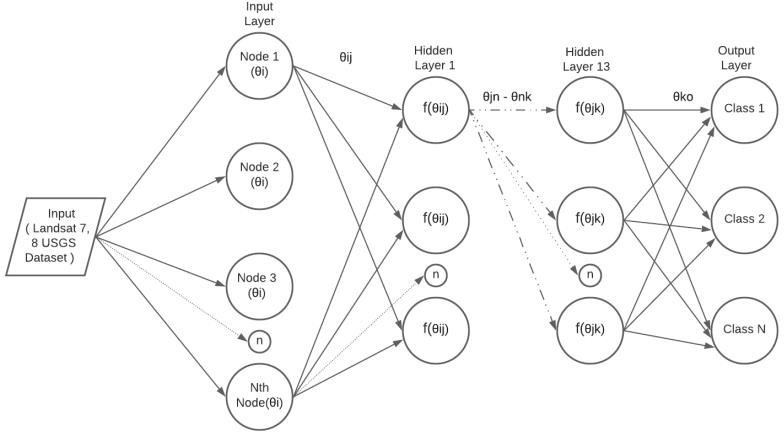 Input
Layer
Node 1
(θi)
Node 2
(θi)
Node 3
(θi)
n
Nth
Node(θi)
Input
( Landsat 7,
8 USGS
Dataset )
θij
Hidden
Layer 1
f(θij)
f(θij)
n
f(θij)
θjn - θnk
Hidden
Layer 13
f(θjk)
f(θjk)
n
f(θjk)
θko
Output
Layer
Class 1
Class 2
Class N